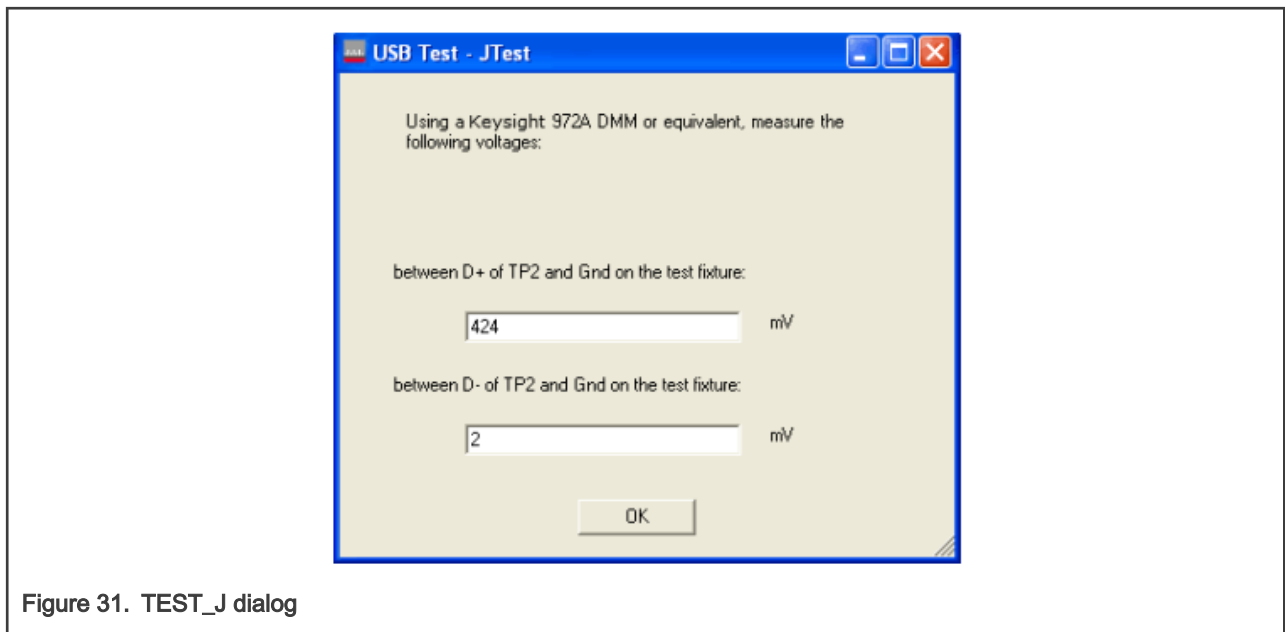 USB Test - JTest
Using a Keysight 972A DMM or equivalent, measure the
following voltages:
between D+ of TP2 and Gnd on the test fixture:
424 mV
between D- of TP2 and Gnd on the test fixture:
2 mV
OK
Figure 31. TEST_J dialog